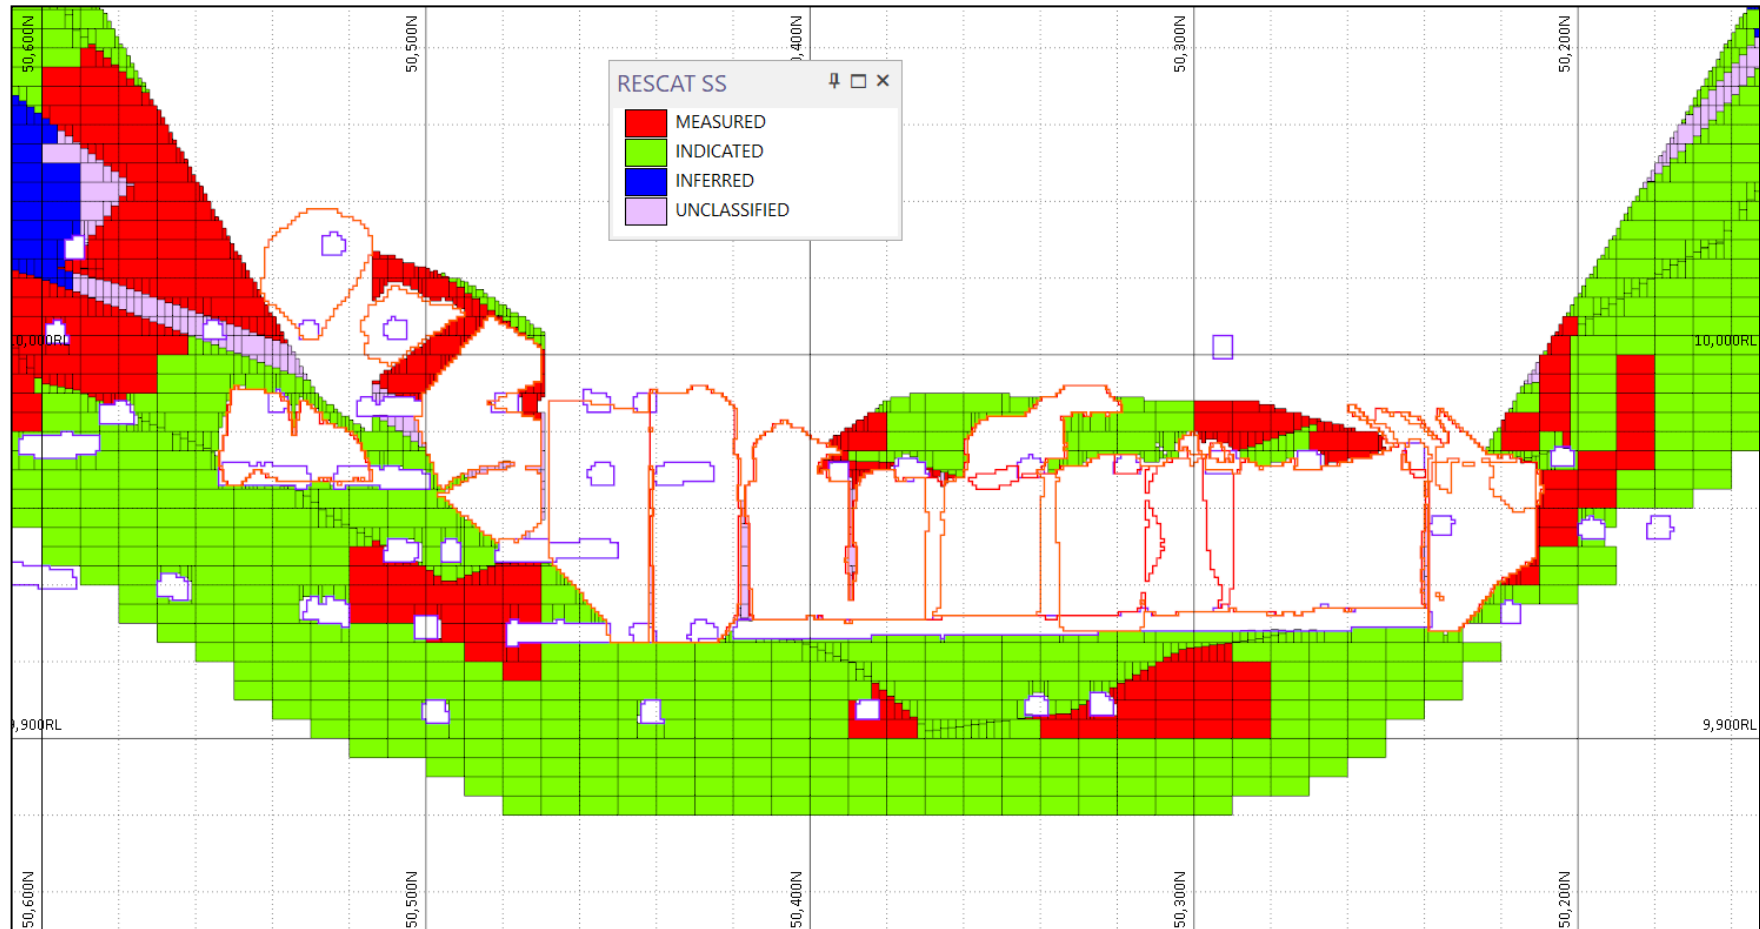 50,600N
50,500N
50,400N
50,300N
50,200N
RESCAT SS
MEASURED
INDICATED
INFERRED
UNCLASSIFIED
0,000RL
10,000RL
9,900RL
9,900RL
50,600N
50,500N
50,400N
50,300N
50,200N